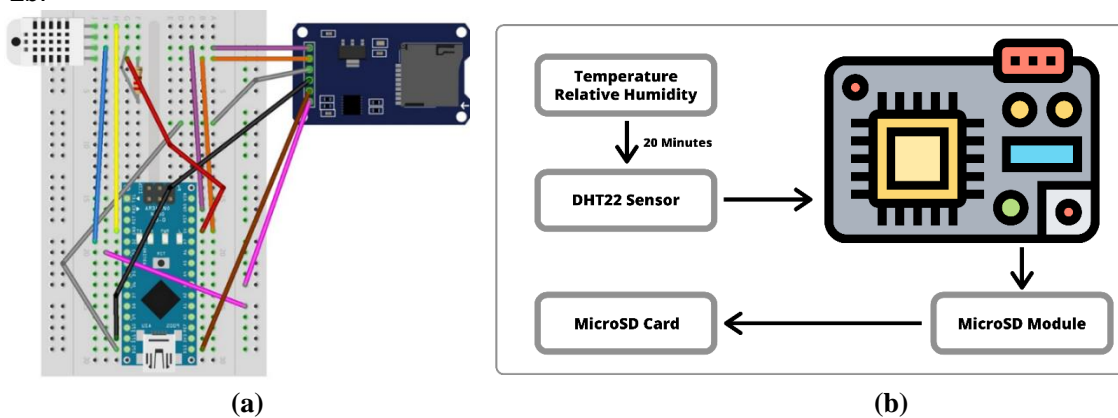 Temperature
Relative Humidity
20 Minutes
DHT22 Sensor
MicroSD Card
MicroSD Module
(a)
(b)